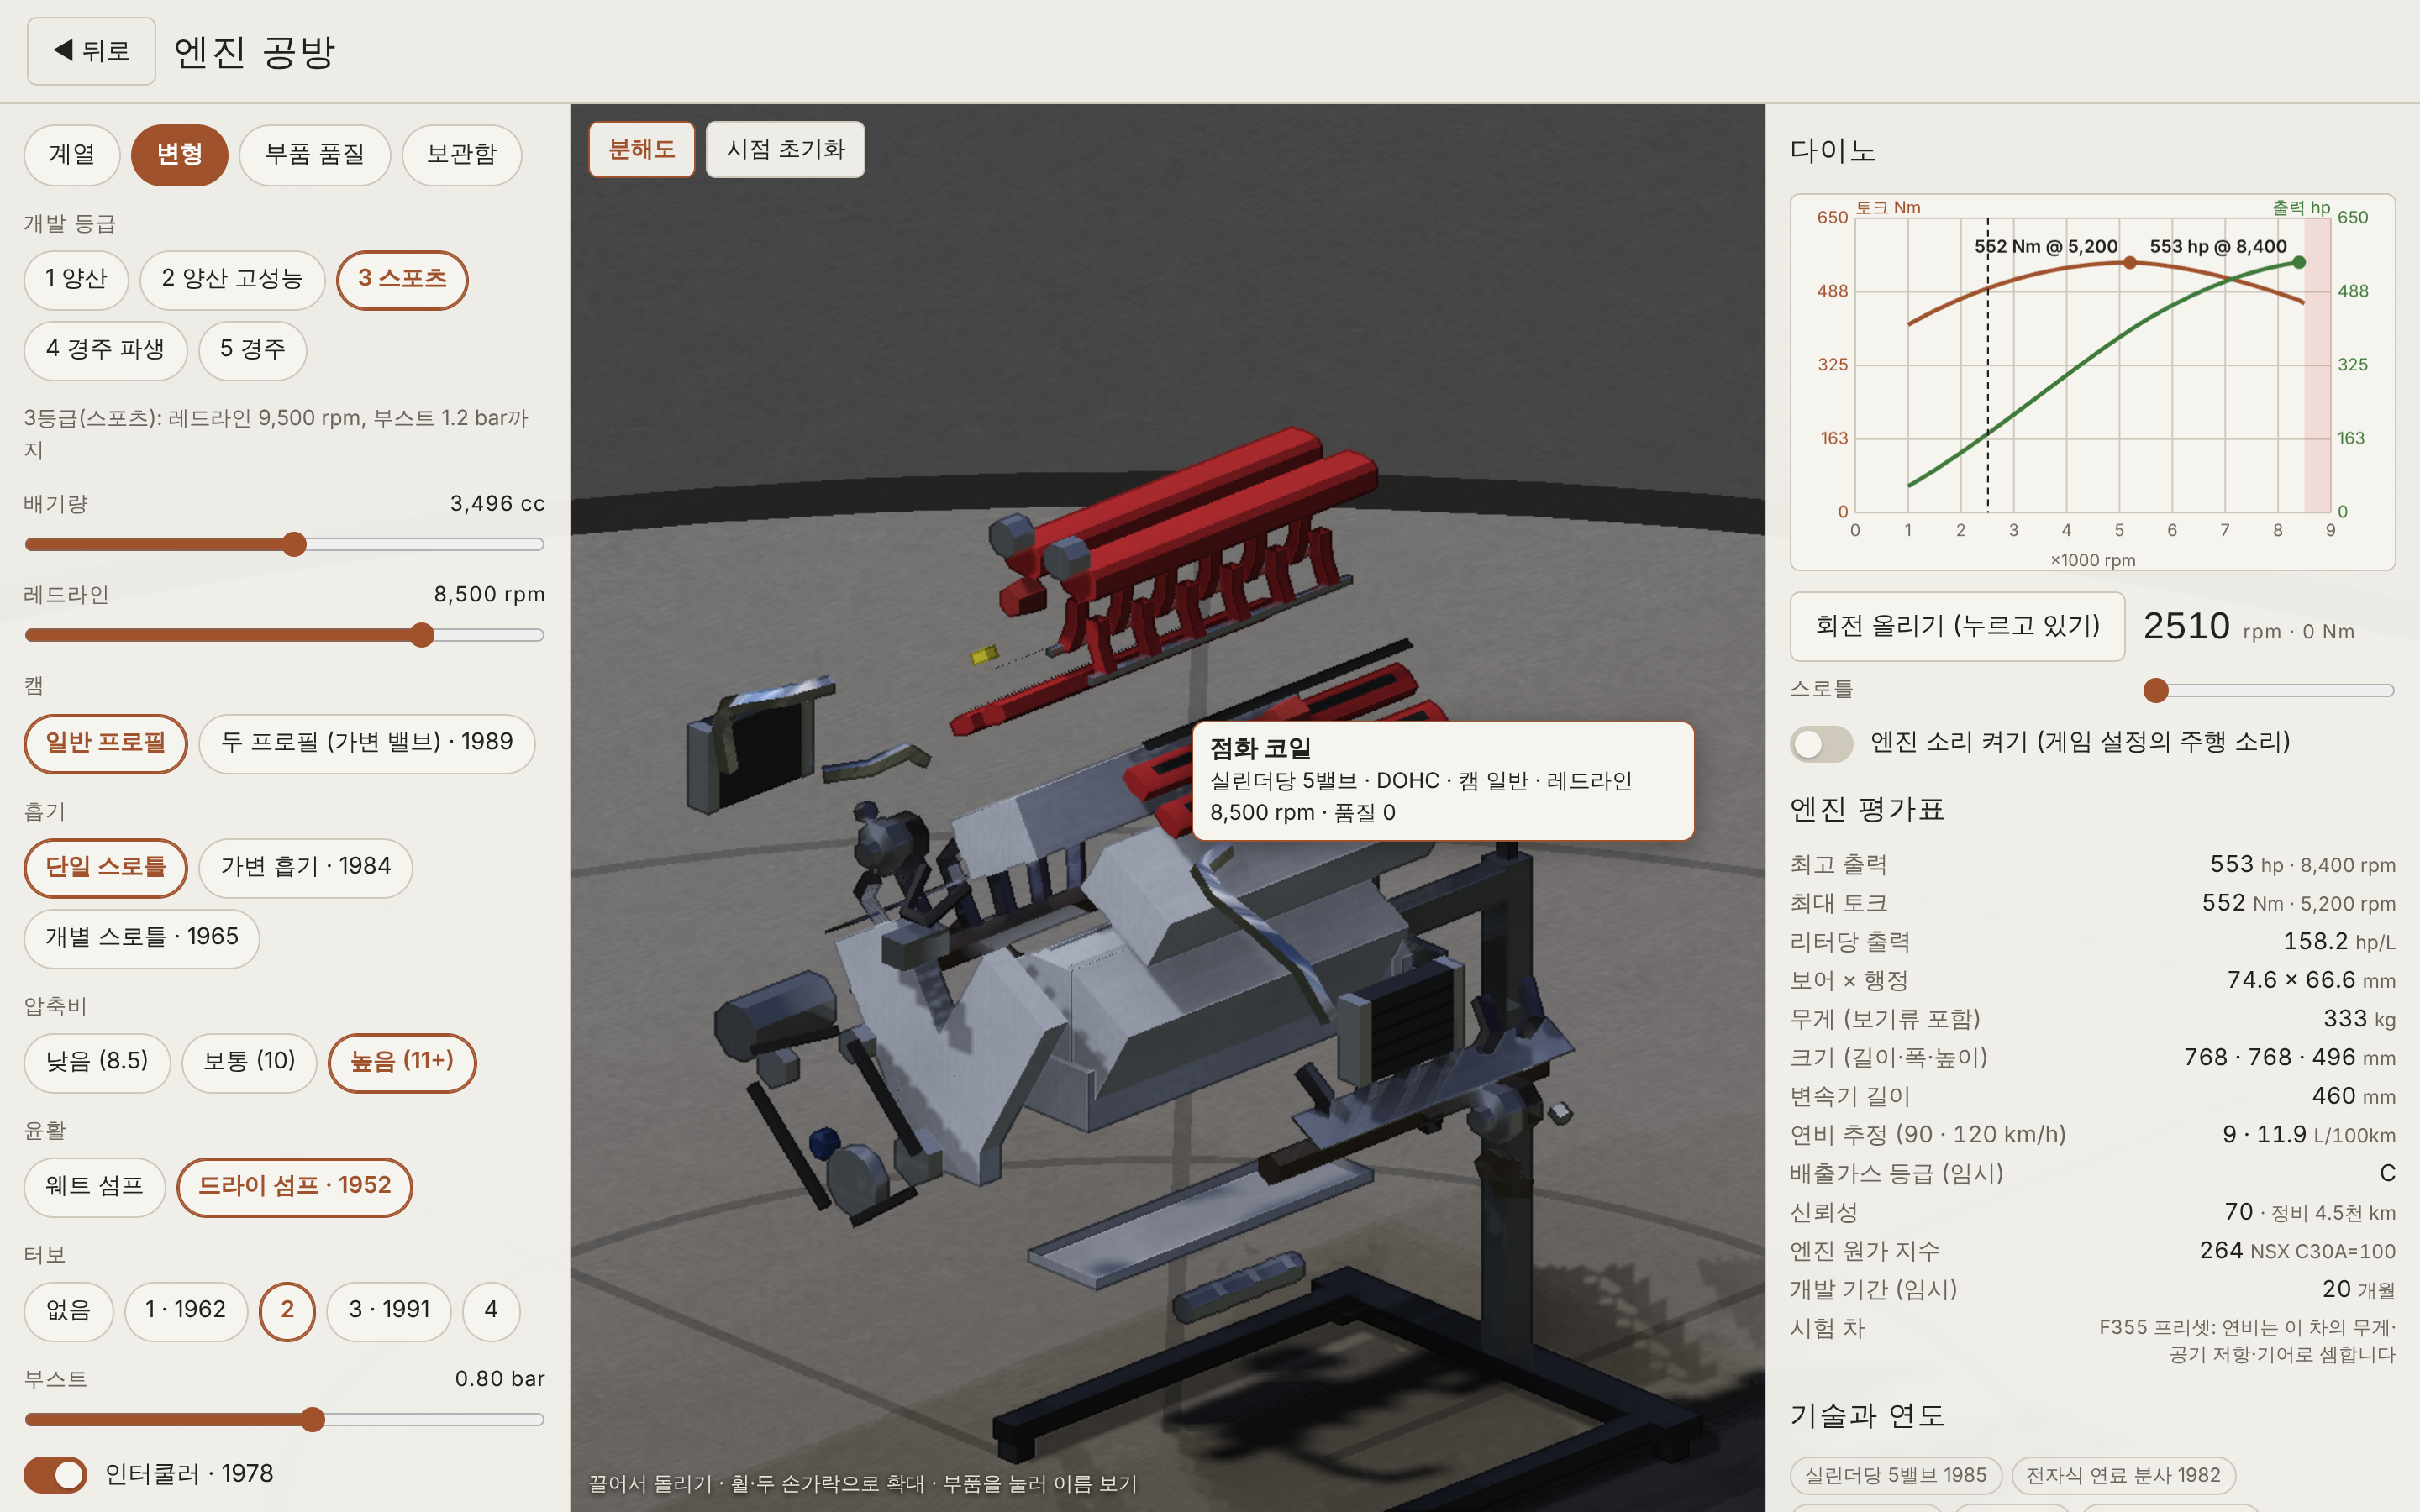 ◀ 뒤로
엔진 공방
계열
변형
부품 품질
보관함
개발 등급
1 양산
2 양산 고성능
3 스포츠
4 경주 파생
5 경주
3등급(스포츠): 레드라인 9,500 rpm, 부스트 1.2 bar까
지
배기량
3,496 cc
레드라인
8,500 rpm
캠
일반 프로필
두 프로필 (가변 밸브) · 1989
흡기
단일 스로틀
가변 흡기 · 1984
개별 스로틀 · 1965
압축비
낮음 (8.5)
보통 (10)
높음 (11+)
윤활
웨트 섬프
드라이 섬프 · 1952
터보
없음
1 · 1962
2
3 · 1991
4
부스트
0.80 bar
인터쿨러 · 1978
분해도
시점 초기화
점화 코일
실린더당 5밸브 · DOHC · 캠 일반 · 레드라인
8,500 rpm · 품질 0
끌어서 돌리기 · 휠·두 손가락으로 확대 · 부품을 눌러 이름 보기
다이노
토크 Nm
출력 hp
650
488
325
163
0
650
488
325
163
0
552 Nm @ 5,200
553 hp @ 8,400
0 1 2 3 4 5 6 7 8 9
×1000 rpm
회전 올리기 (누르고 있기)
2510 rpm · 0 Nm
스로틀
엔진 소리 켜기 (게임 설정의 주행 소리)
엔진 평가표
최고 출력 553 hp · 8,400 rpm
최대 토크 552 Nm · 5,200 rpm
리터당 출력 158.2 hp/L
보어 × 행정 74.6 × 66.6 mm
무게 (보기류 포함) 333 kg
크기 (길이·폭·높이) 768 · 768 · 496 mm
변속기 길이 460 mm
연비 추정 (90 · 120 km/h) 9 · 11.9 L/100km
배출가스 등급 (임시) C
신뢰성 70 · 정비 4.5천 km
엔진 원가 지수 264 NSX C30A=100
개발 기간 (임시) 20 개월
시험 차 F355 프리셋: 연비는 이 차의 무게·
공기 저항·기어로 셈합니다
기술과 연도
실린더당 5밸브 1985
전자식 연료 분사 1982